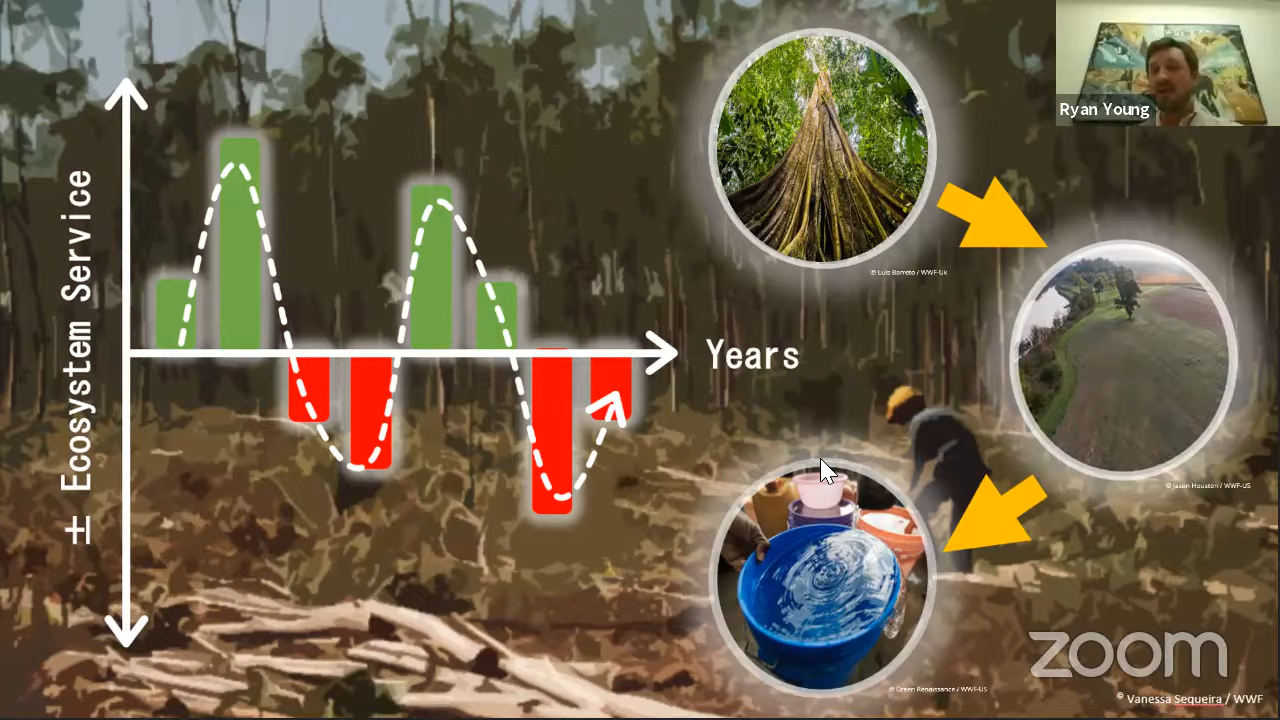 ± Ecosystem Service
Years
Ryan Young
© Luis Barreto / WWF-Uk
© Jason Houston / WWF-US
© Green Renaissance / WWF-US
zoom
© Vanessa Sequeira / WWF